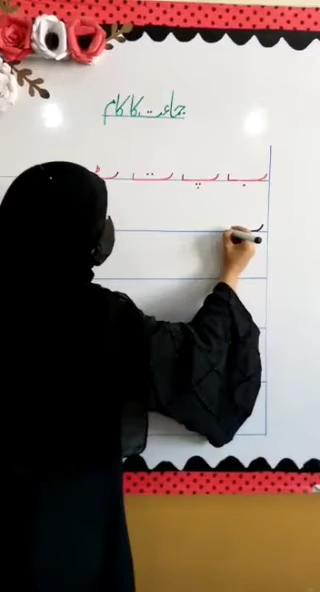 جماعت کا کام
ب پ ت ٹ